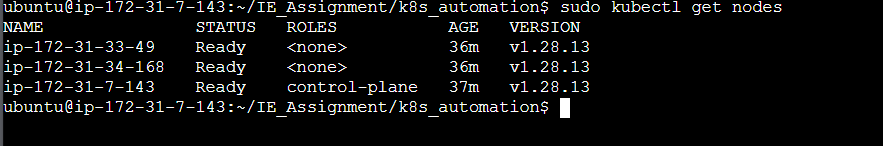 ubuntu@ip-172-31-7-143:~/IE_Assignment/k8s_automation$ sudo kubectl get nodes
NAME STATUS ROLES AGE VERSION
ip-172-31-33-49 Ready <none> 36m v1.28.13
ip-172-31-34-168 Ready <none> 36m v1.28.13
ip-172-31-7-143 Ready control-plane 37m v1.28.13
ubuntu@ip-172-31-7-143:~/IE_Assignment/k8s_automation$